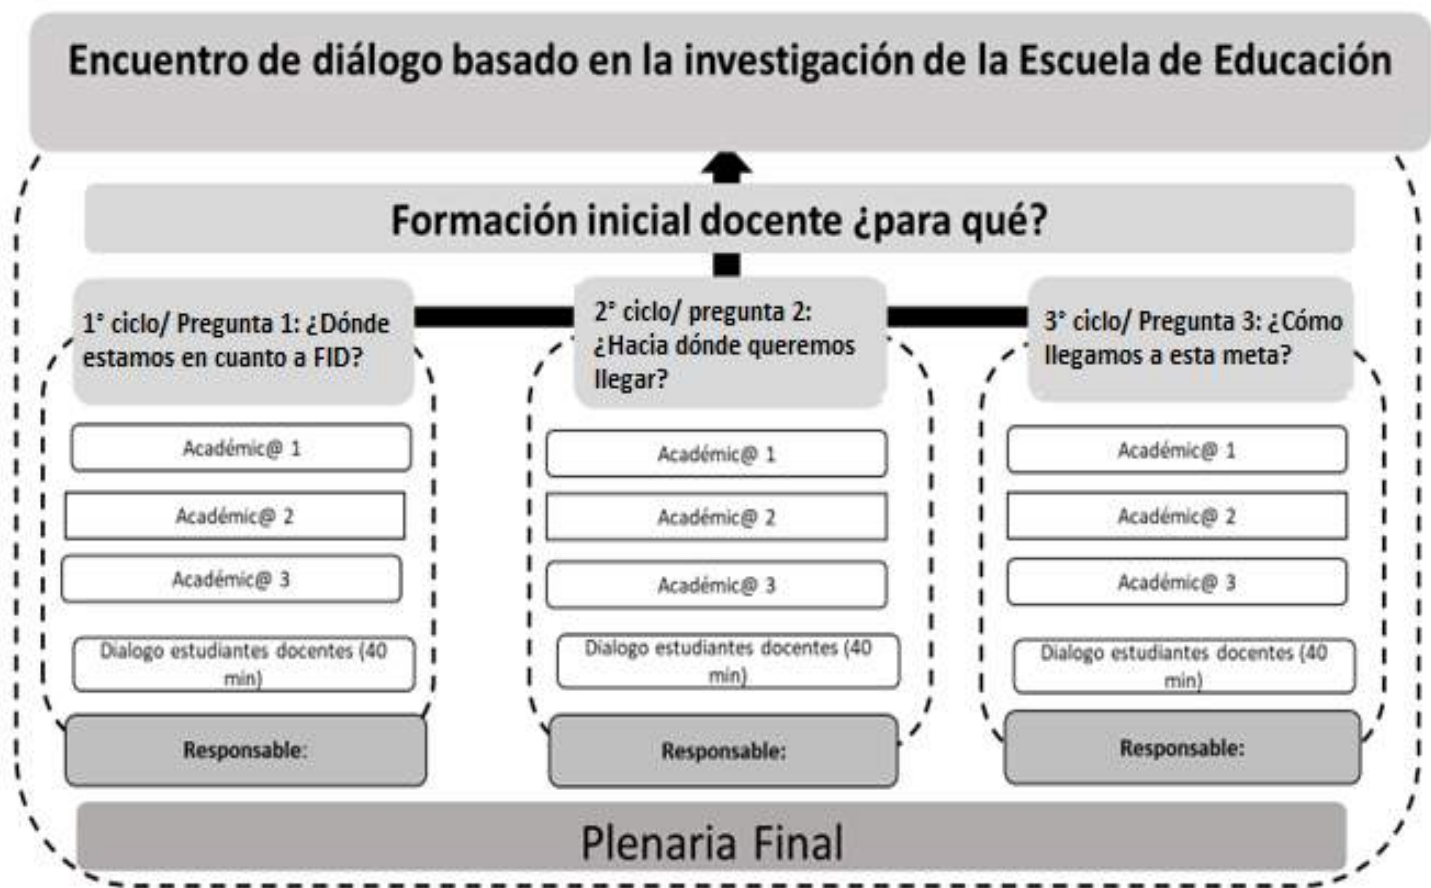 Encuentro de diálogo basado en la investigación de la Escuela de Educación
Formación inicial docente ¿para qué?
1° ciclo/ Pregunta 1: ¿Dónde
estamos en cuanto a FID?
Académic@ 1
Académic@ 2
Académic@ 3
Dialogo estudiantes docentes (40
min)
Responsable:
2° ciclo/ pregunta 2:
¿Hacia dónde queremos
llegar?
Académic@ 1
Académic@ 2
Académic@ 3
Dialogo estudiantes docentes (40
min)
Responsable:
3° ciclo/ Pregunta 3: ¿Cómo
llegamos a esta meta?
Académic@ 1
Académic@ 2
Académic@ 3
Dialogo estudiantes docentes (40
min)
Responsable:
Plenaria Final